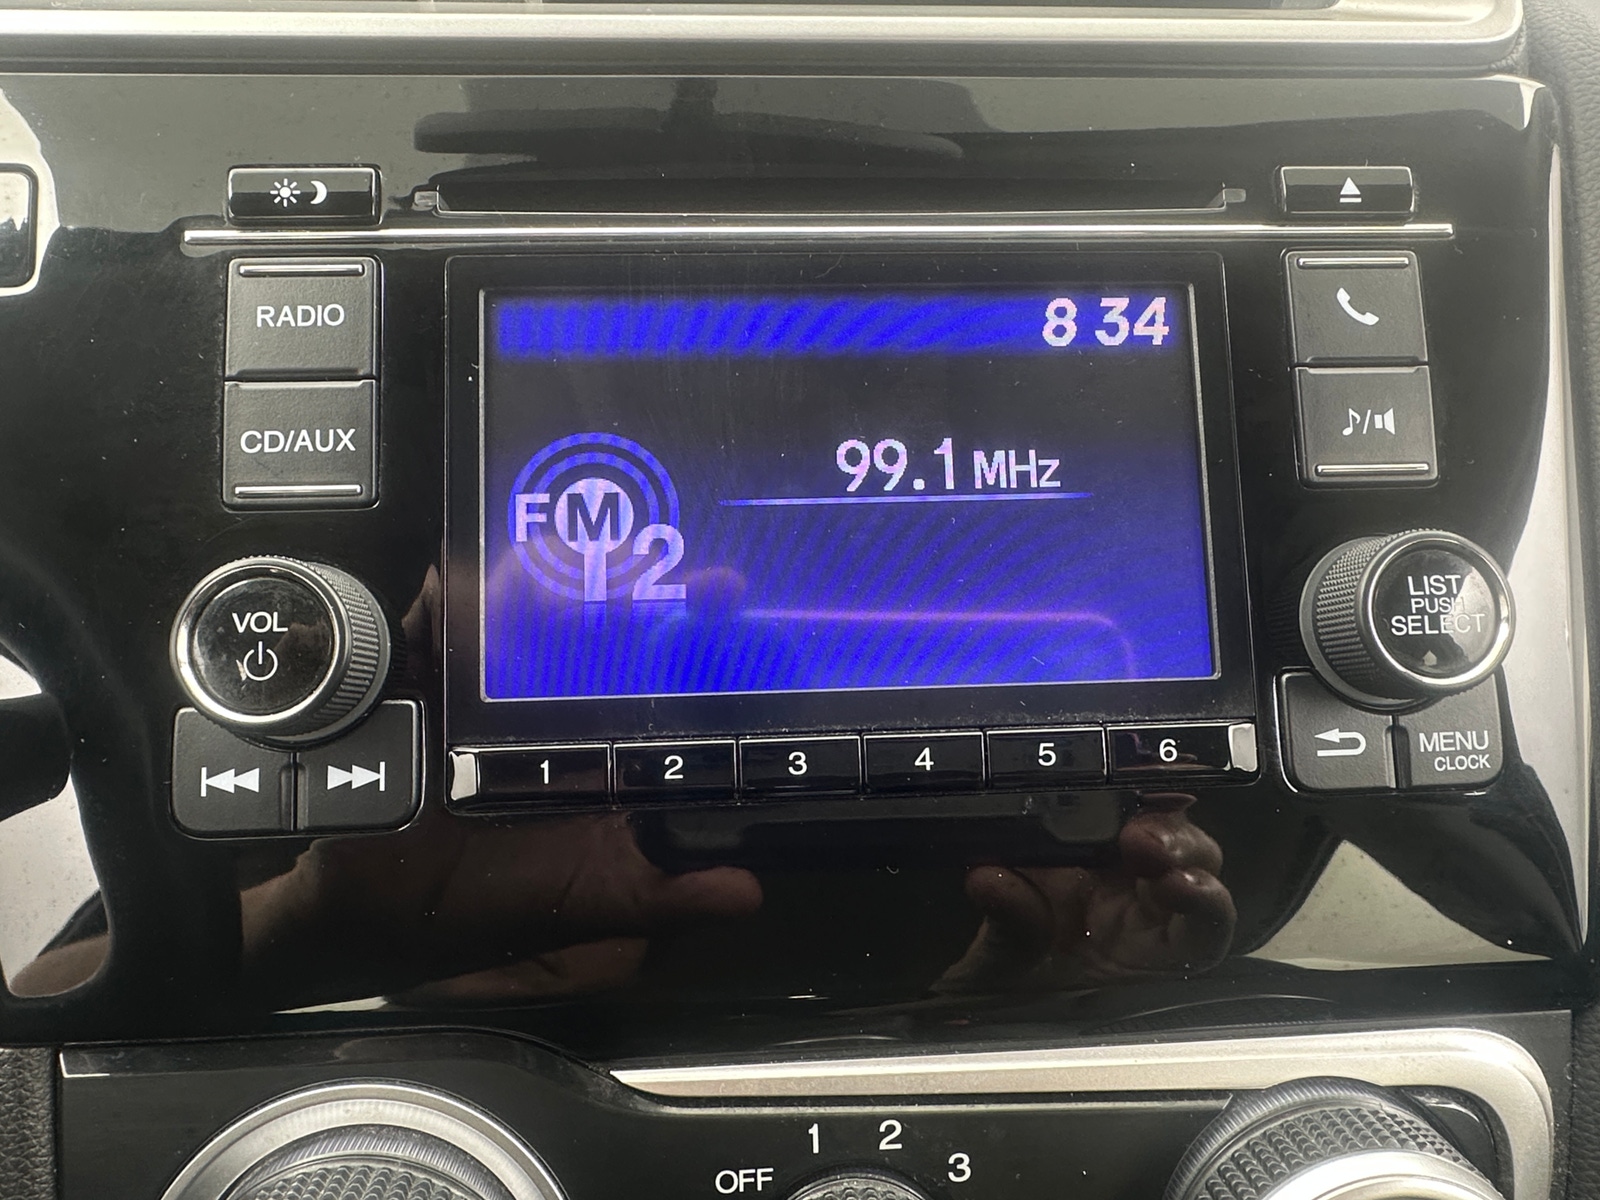 8 34
RADIO
CD/AUX
99.1 MHz
FM
12
VOL
LIST
PUSH
SELECT
1 2 3 4 5 6
MENU
CLOCK
OFF 1 2 3